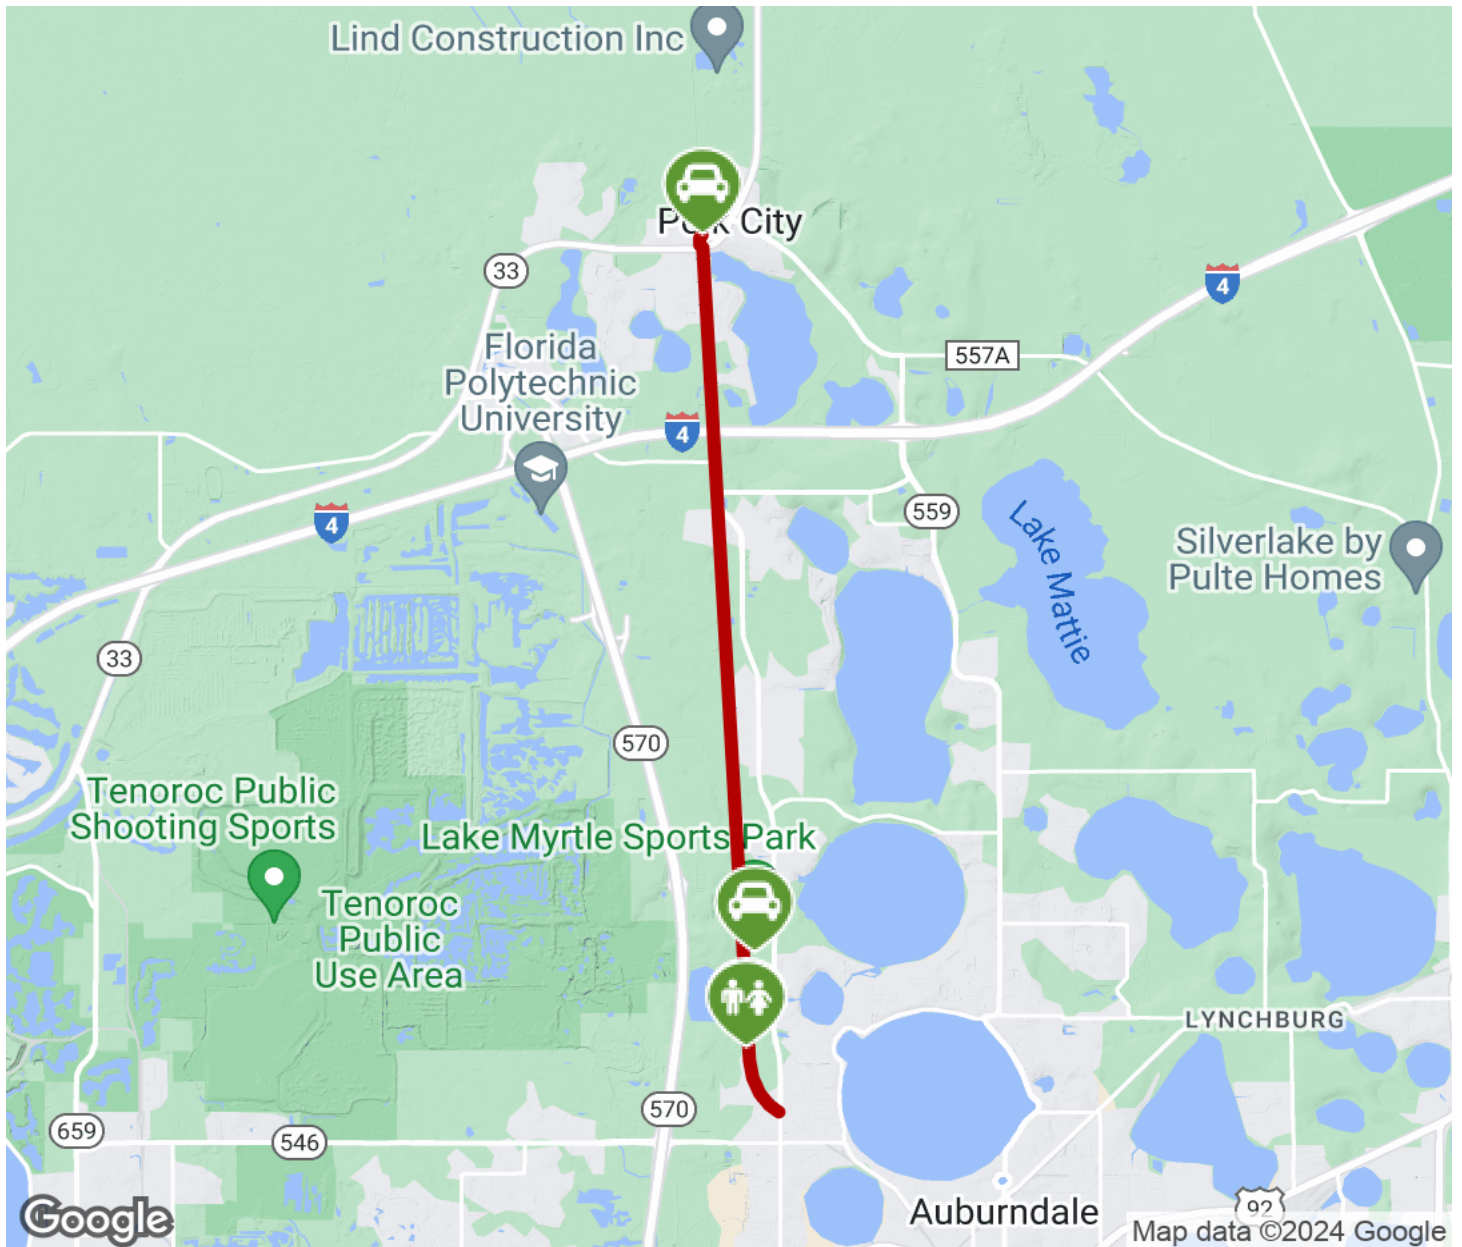 Lind Construction Inc
P k City
33
4
557A
Florida
Polytechnic
University
4
4
559
Lake Mattie
Silverlake by
Pulte Homes
33
570
Tenoroc Public
Shooting Sports
Lake Myrtle Sports Park
Tenoroc
Public
Use Area
LYNCHBURG
570
659
546
Auburndale
92
Google
Map data ©2024 Google